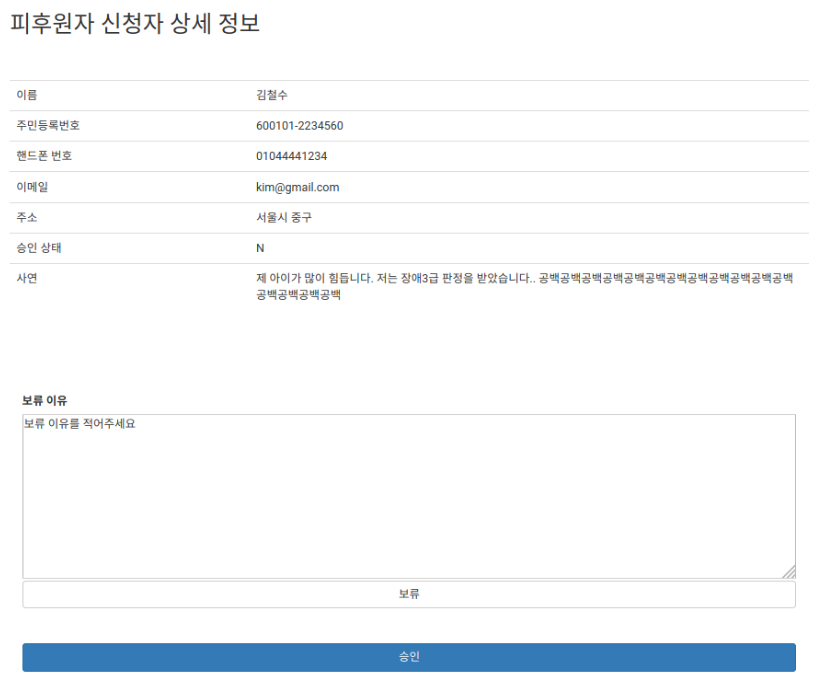 피후원자 신청자 상세 정보
이름 김철수
주민등록번호 600101-2234560
핸드폰 번호 01044441234
이메일 kim@gmail.com
주소 서울시 중구
승인 상태 N
사연 제 아이가 많이 힘듭니다. 저는 장애3급 판정을 받았습니다.. 공백공백공백공백공백공백공백공백공백공백공백공백
공백공백공백공백
보류 이유
보류 이유를 적어주세요
보류
승인